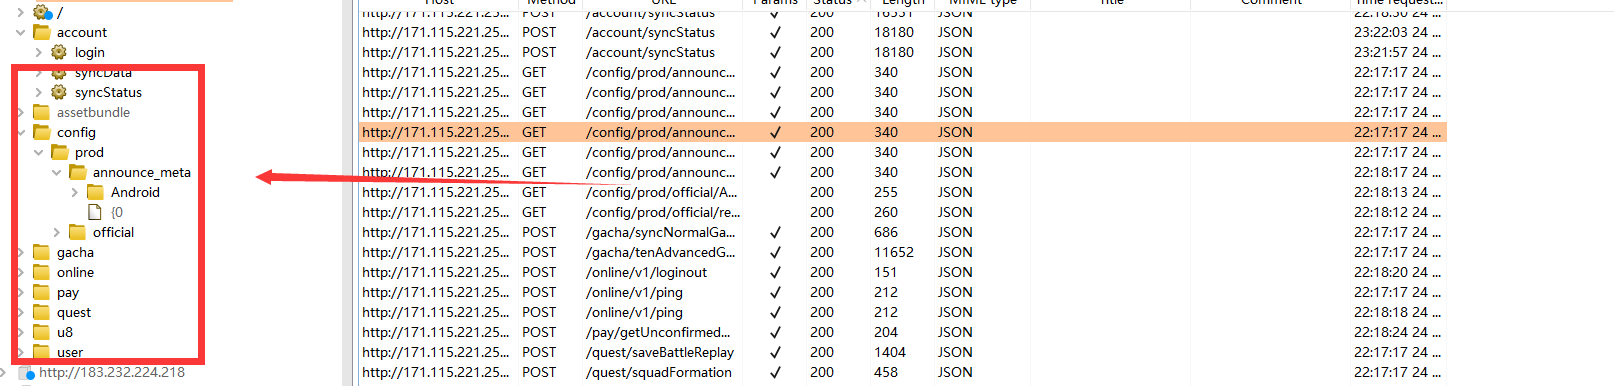 Host Method URL Params Status Length MIME type Title Comment Time request...
/
account
login
syncData
syncStatus
assetbundle
config
prod
announce_meta
Android
{0
official
gacha
online
pay
quest
u8
user
http://183.232.224.218
http://171.115.221.25... POST /account/syncStatus ✓ 200 JSON 22:18:30 24 ...
http://171.115.221.25... POST /account/syncStatus ✓ 200 18180 JSON 23:22:03 24 ...
http://171.115.221.25... POST /account/syncStatus ✓ 200 18180 JSON 23:21:57 24 ...
http://171.115.221.25... GET /config/prod/announc... ✓ 200 340 JSON 22:17:17 24 ...
http://171.115.221.25... GET /config/prod/announc... ✓ 200 340 JSON 22:17:17 24 ...
http://171.115.221.25... GET /config/prod/announc... ✓ 200 340 JSON 22:17:17 24 ...
http://171.115.221.25... GET /config/prod/announc... ✓ 200 340 JSON 22:17:17 24 ...
http://171.115.221.25... GET /config/prod/announc... ✓ 200 340 JSON 22:17:17 24 ...
http://171.115.221.25... GET /config/prod/announc... ✓ 200 340 JSON 22:18:17 24 ...
http://171.115.221.25... GET /config/prod/official/A... 200 255 JSON 22:18:13 24 ...
http://171.115.221.25... GET /config/prod/official/re... 200 260 JSON 22:18:12 24 ...
http://171.115.221.25... POST /gacha/syncNormalGa... ✓ 200 686 JSON 22:17:17 24 ...
http://171.115.221.25... POST /gacha/tenAdvancedG... ✓ 200 11652 JSON 22:17:17 24 ...
http://171.115.221.25... POST /online/v1/loginout ✓ 200 151 JSON 22:18:20 24 ...
http://171.115.221.25... POST /online/v1/ping ✓ 200 212 JSON 22:17:17 24 ...
http://171.115.221.25... POST /online/v1/ping ✓ 200 212 JSON 22:18:18 24 ...
http://171.115.221.25... POST /pay/getUnconfirmed... ✓ 200 204 JSON 22:18:24 24 ...
http://171.115.221.25... POST /quest/saveBattleReplay ✓ 200 1404 JSON 22:17:17 24 ...
http://171.115.221.25... POST /quest/squadFormation ✓ 200 458 JSON 22:17:17 24 ...